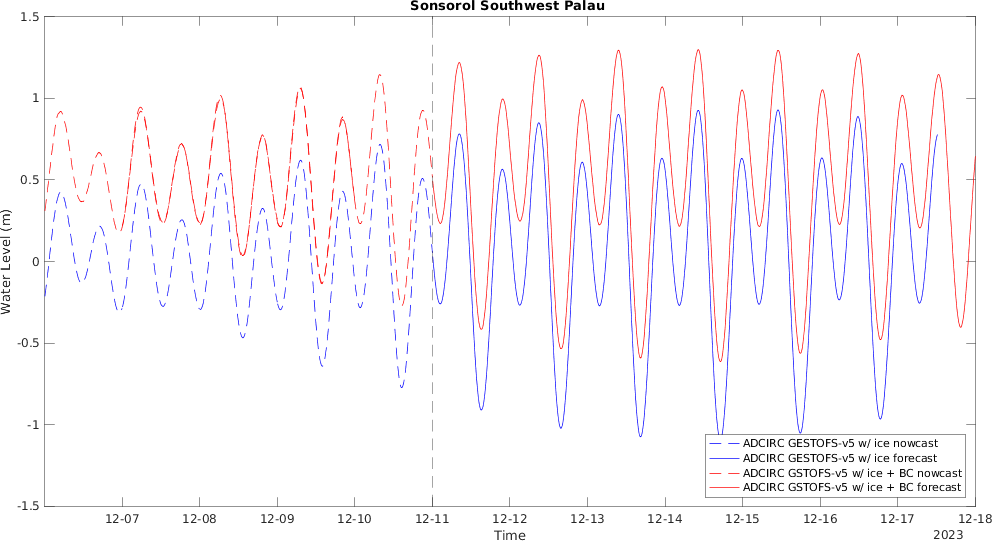 Sonsorol Southwest Palau
1.5
1
0.5
0
-0.5
-1
-1.5
Water Level (m)
ADCIRC GESTOFS-v5 w/ ice nowcast
ADCIRC GESTOFS-v5 w/ ice forecast
ADCIRC GSTOFS-v5 w/ ice + BC nowcast
ADCIRC GSTOFS-v5 w/ ice + BC forecast
12-07 12-08 12-09 12-10 12-11 12-12 12-13 12-14 12-15 12-16 12-17 12-18
Time
2023